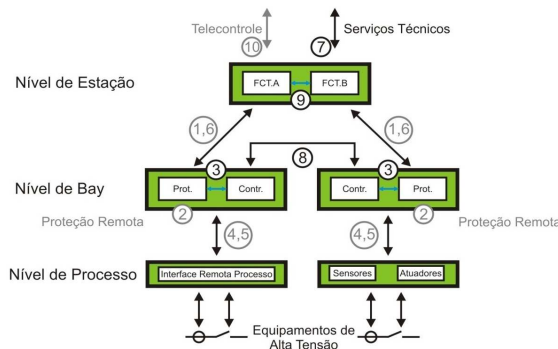 Telecontrole
10
7
Serviços Técnicos
Nível de Estação
FCT.A
FCT.B
9
1,6
1,6
8
3
3
Nível de Bay
Prot.
Contr.
Contr.
Prot.
Proteção Remota
2
2
Proteção Remota
4,5
4,5
Nível de Processo
Interface Remota Processo
Sensores
Atuadores
Equipamentos de
Alta Tensão